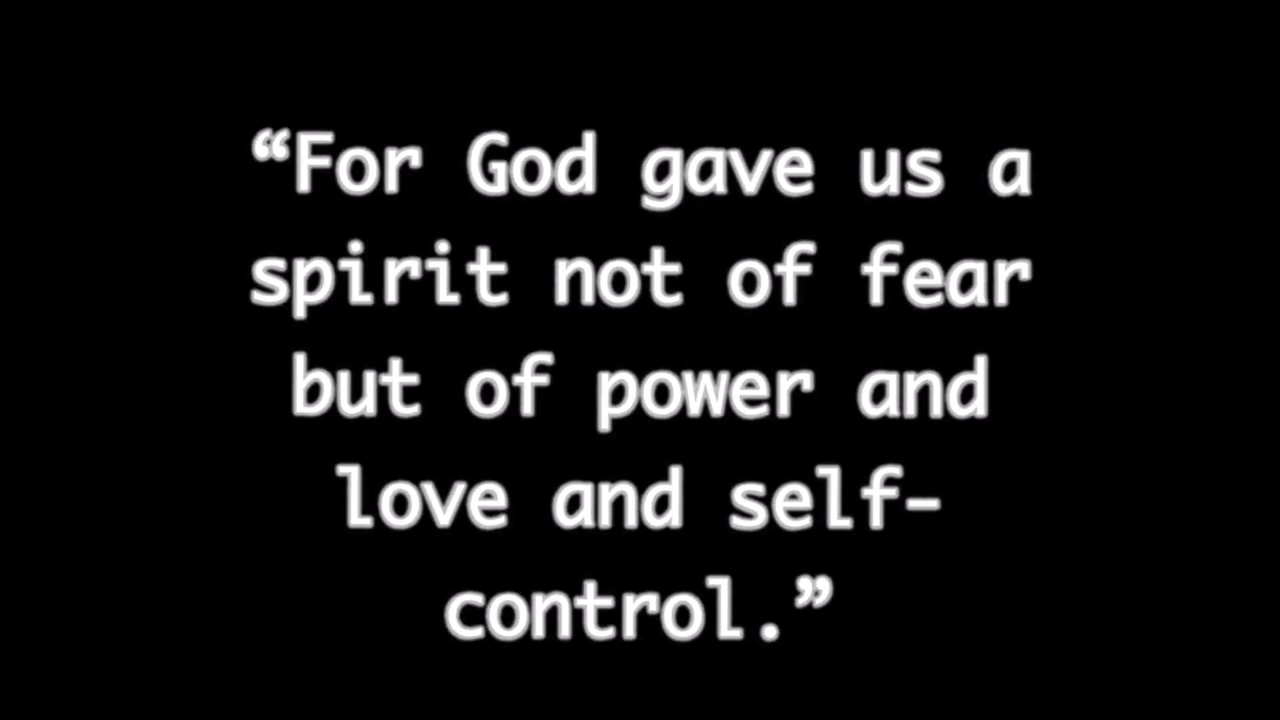 “For God gave us a
spirit not of fear
but of power and
love and self-
control.”